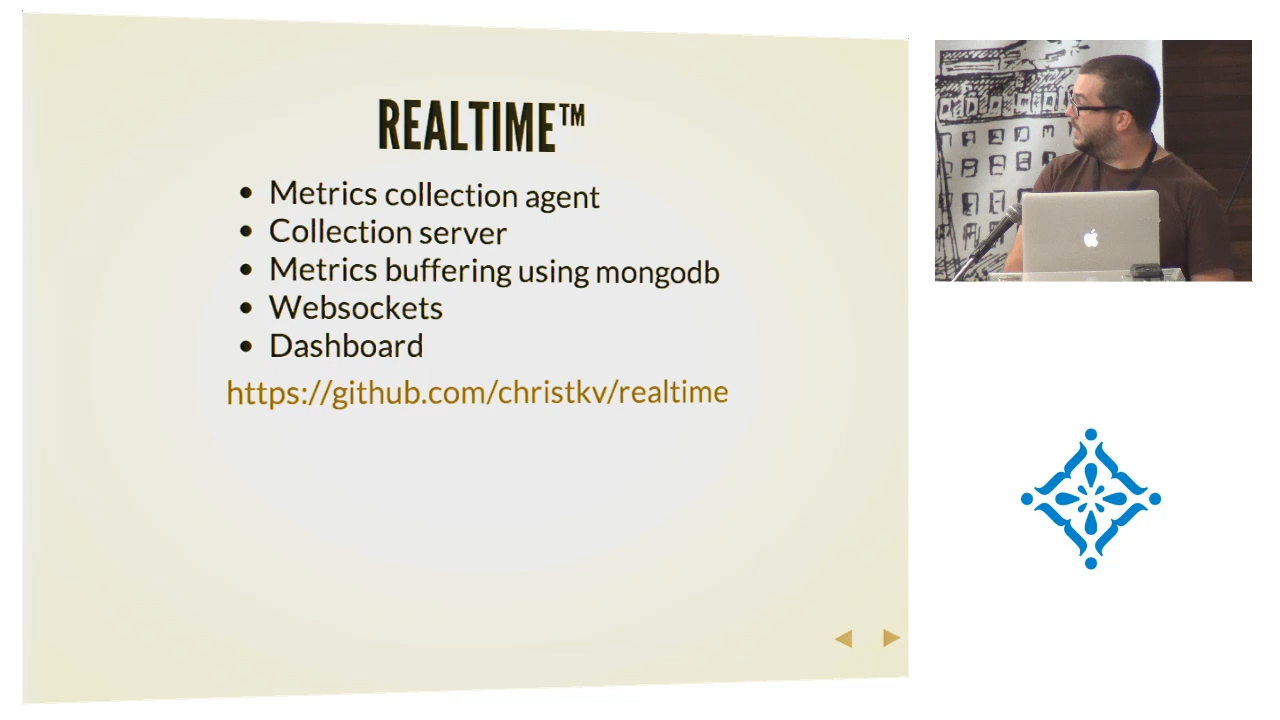 REALTIME™
• Metrics collection agent
• Collection server
• Metrics buffering using mongodb
• Websockets
• Dashboard
https://github.com/christkv/realtime